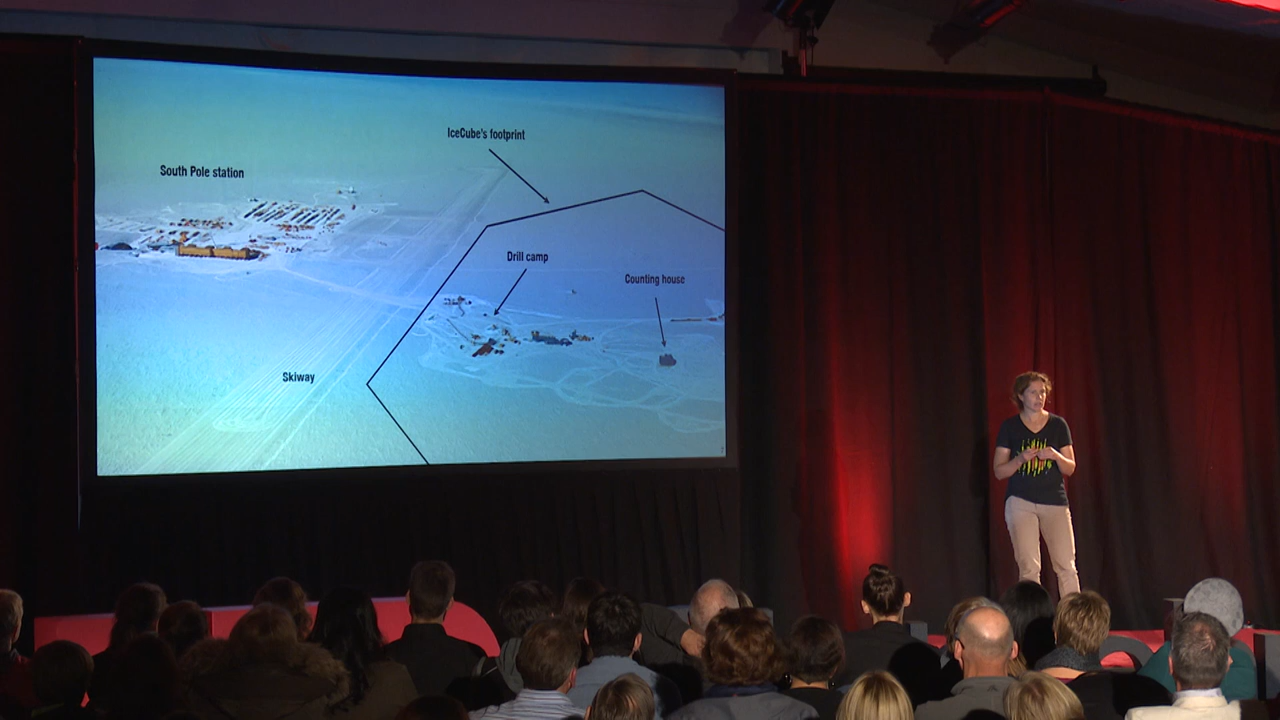 IceCube's footprint
South Pole station
Drill camp
Counting house
Skiway